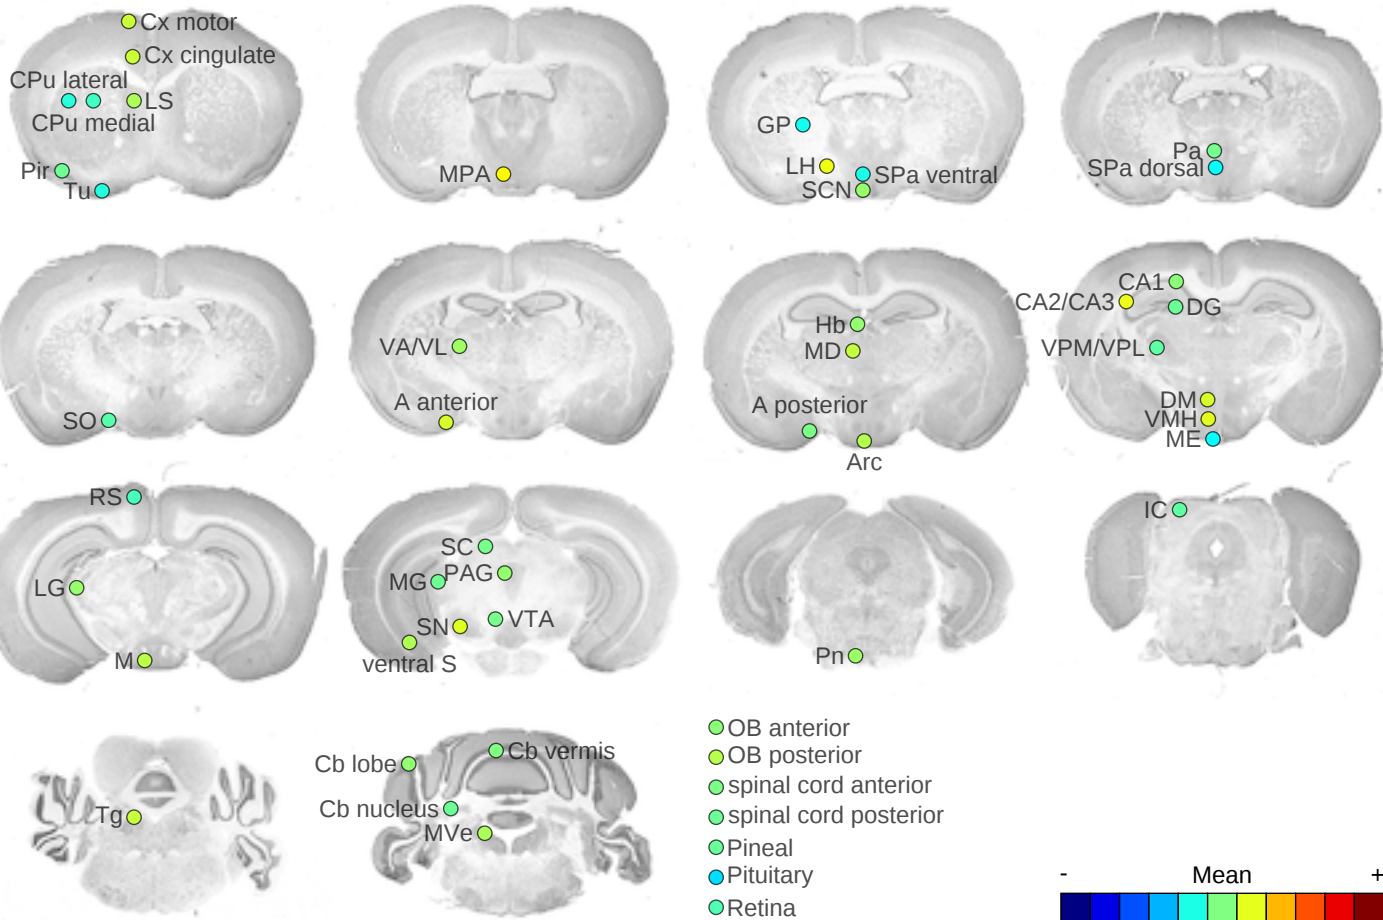 Cx motor
Cx cingulate
CPu lateral
LS
CPu medial
Pir
Tu
MPA
GP
LH
SPa ventral
SCN
Pa
SPa dorsal
SO
VA/VL
A anterior
Hb
MD
A posterior
Arc
CA1
CA2/CA3
DG
VPM/VPL
DM
VMH
ME
RS
LG
M
SC
PAG
MG
VTA
SN
ventral S
Pn
IC
Tg
Cb lobe
Cb vermis
Cb nucleus
MVe
OB anterior
OB posterior
spinal cord anterior
spinal cord posterior
Pineal
Pituitary
Retina
- Mean +